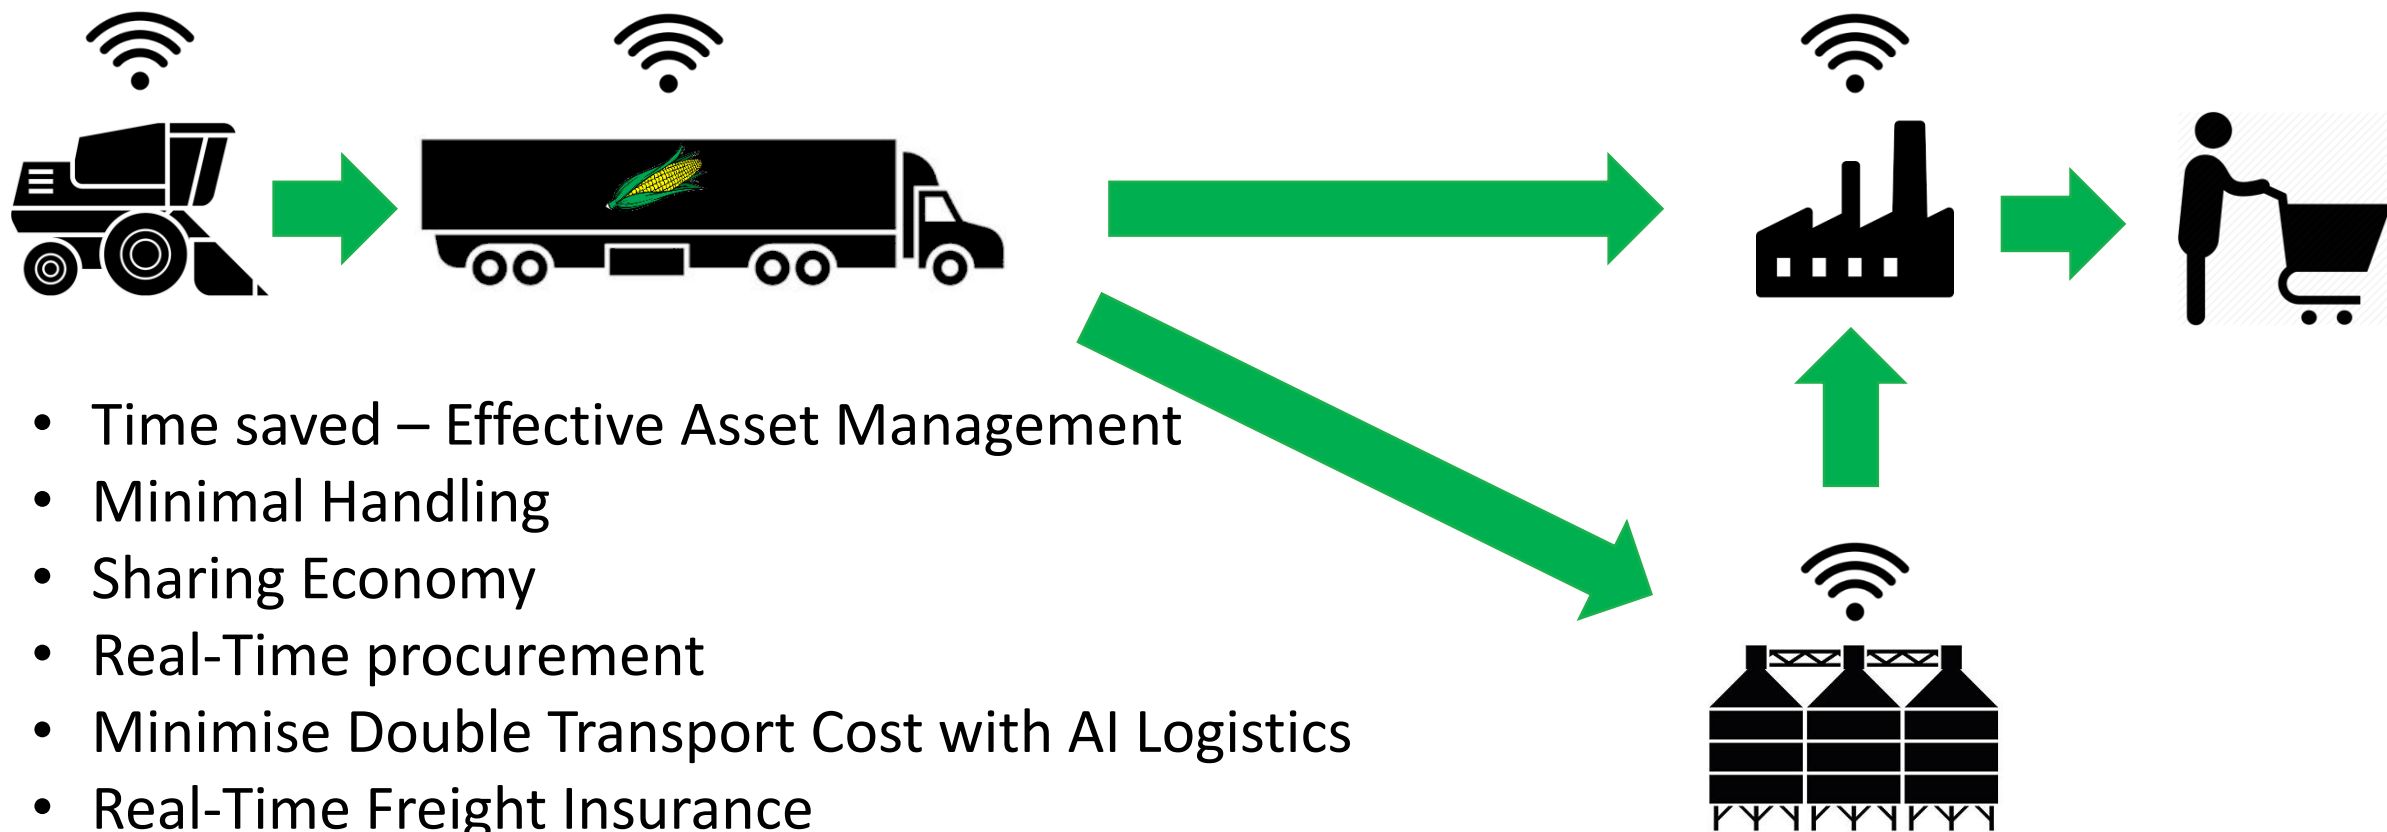 • Time saved – Effective Asset Management
• Minimal Handling
• Sharing Economy
• Real-Time procurement
• Minimise Double Transport Cost with AI Logistics
• Real-Time Freight Insurance